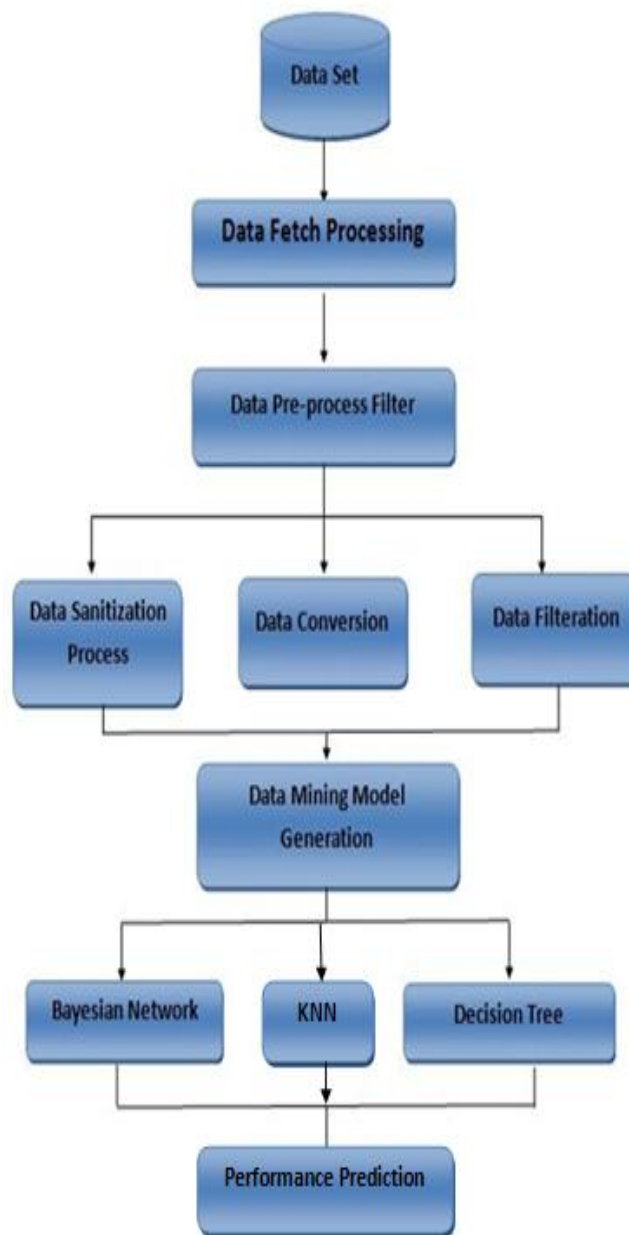 Data Set
Data Fetch Processing
Data Pre-process Filter
Data Sanitization
Process
Data Conversion
Data Filteration
Data Mining Model
Generation
Bayesian Network
KNN
Decision Tree
Performance Prediction